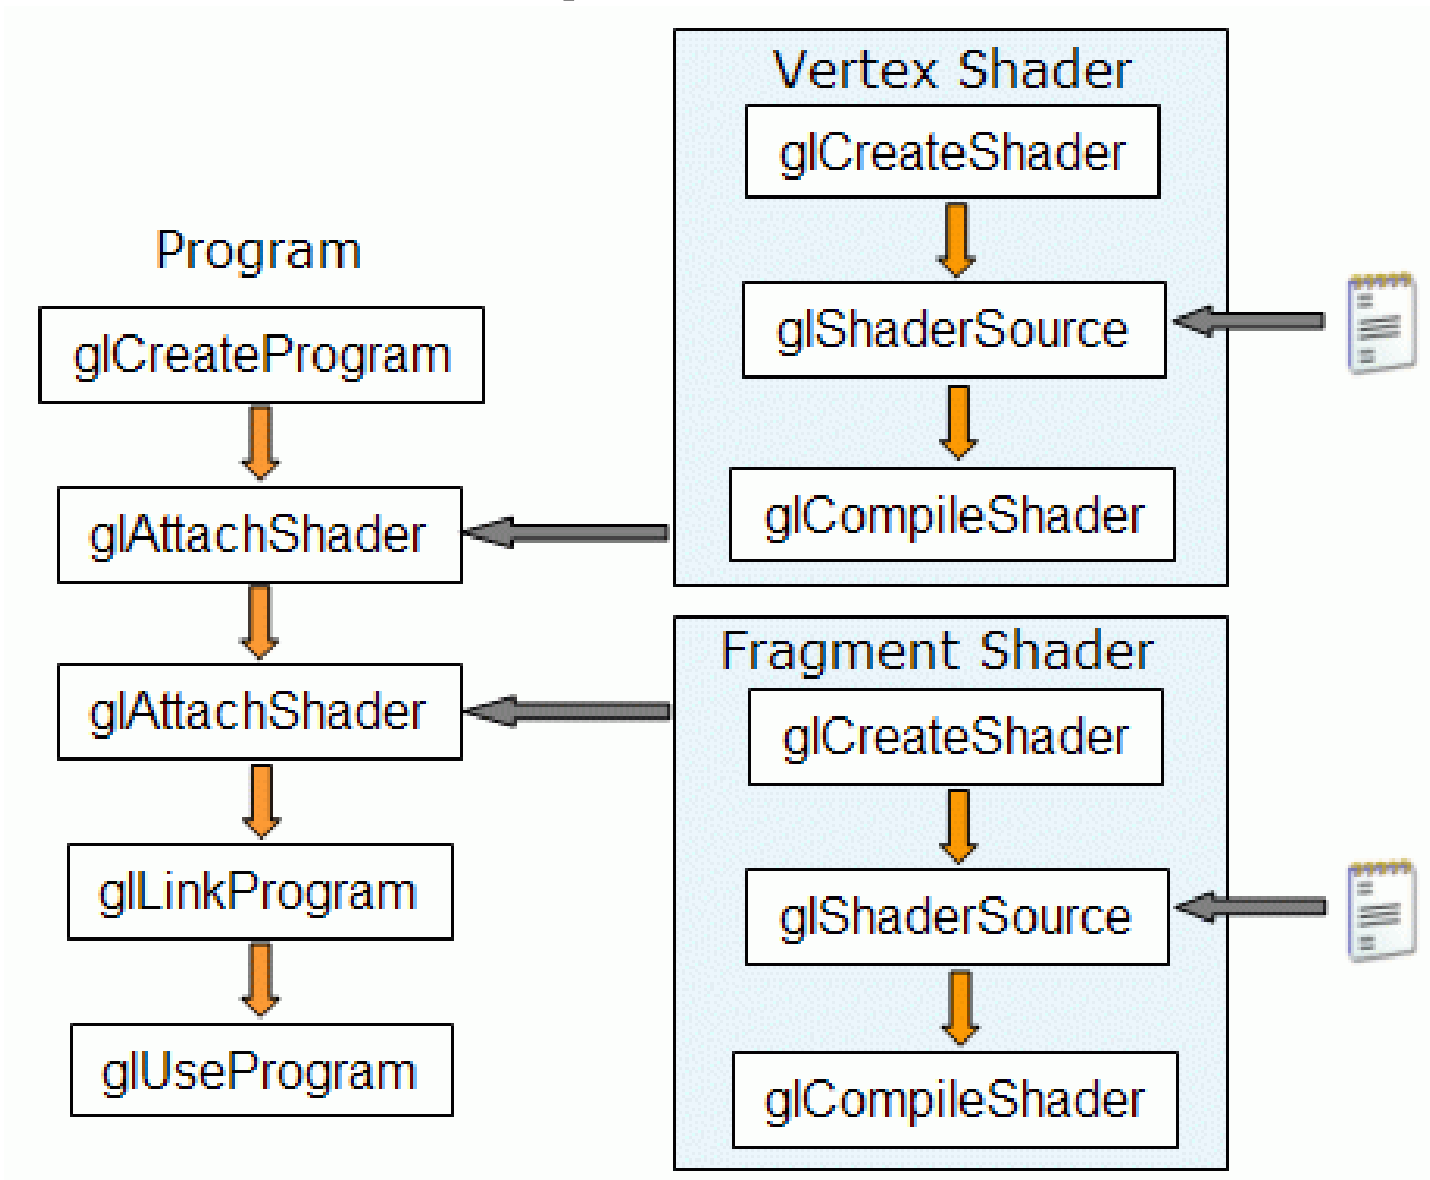 Vertex Shader
glCreateShader
glShaderSource
glCompileShader
Program
glCreateProgram
glAttachShader
glAttachShader
glLinkProgram
glUseProgram
Fragment Shader
glCreateShader
glShaderSource
glCompileShader